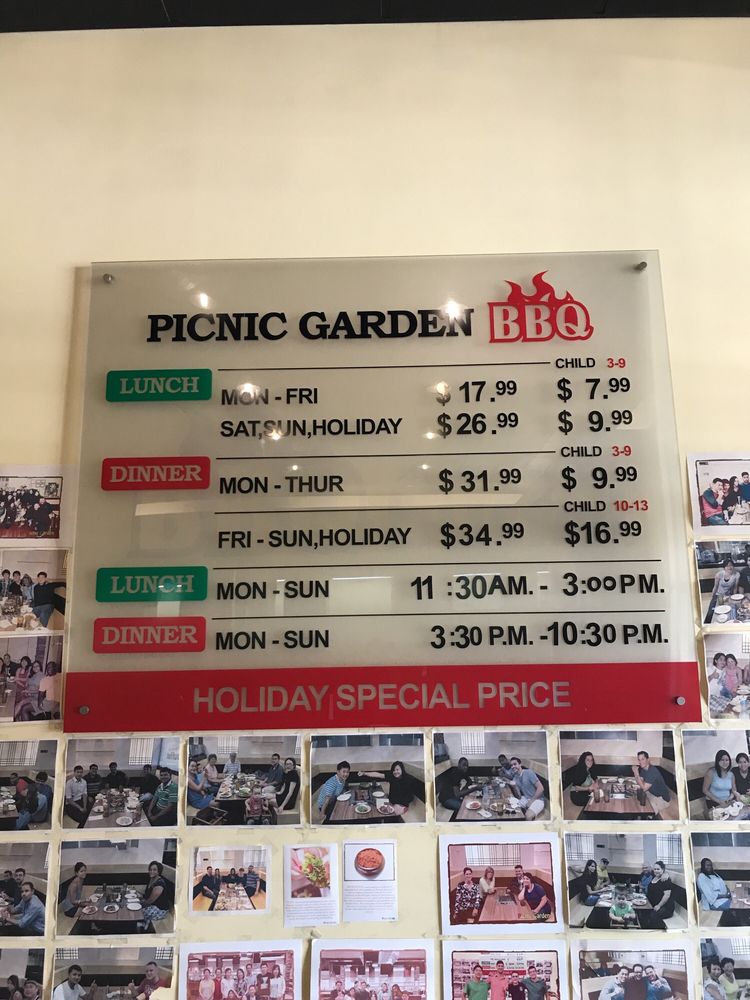 PICNIC GARDEN BBQ
CHILD 3-9
LUNCH MON - FRI $ 17.99 $ 7.99
SAT,SUN,HOLIDAY $26.99 $ 9.99
CHILD 3-9
DINNER MON - THUR $31.99 $ 9.99
CHILD 10-13
FRI - SUN,HOLIDAY $34.99 $16.99
LUNCH MON - SUN 11 :30AM. - 3:00PM.
DINNER MON - SUN 3:30 P.M. -10:30 P.M.
HOLIDAY SPECIAL PRICE